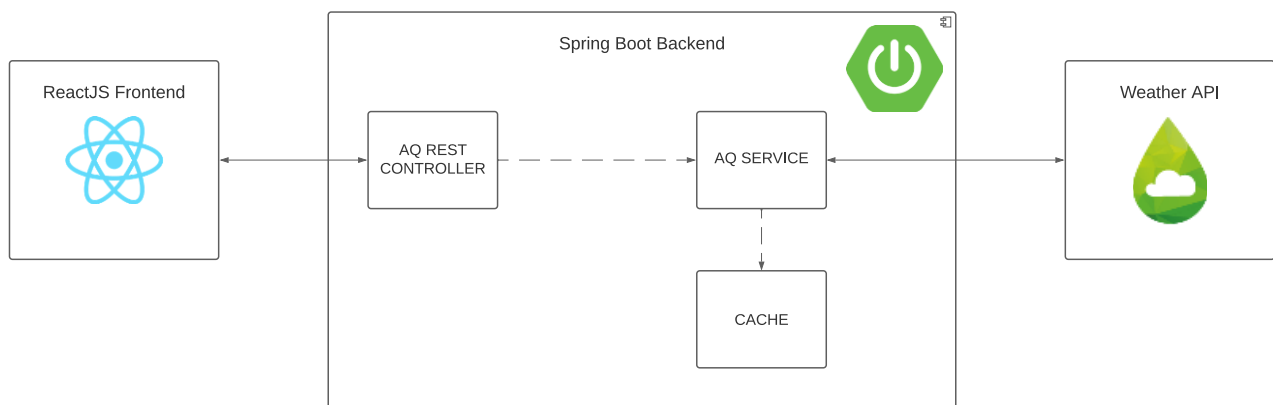 Spring Boot Backend
ReactJS Frontend
Weather API
AQ REST
CONTROLLER
AQ SERVICE
CACHE